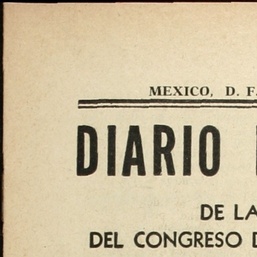 MEXICO, D. F.
DIARIO
DE LA
DEL CONGRESO D